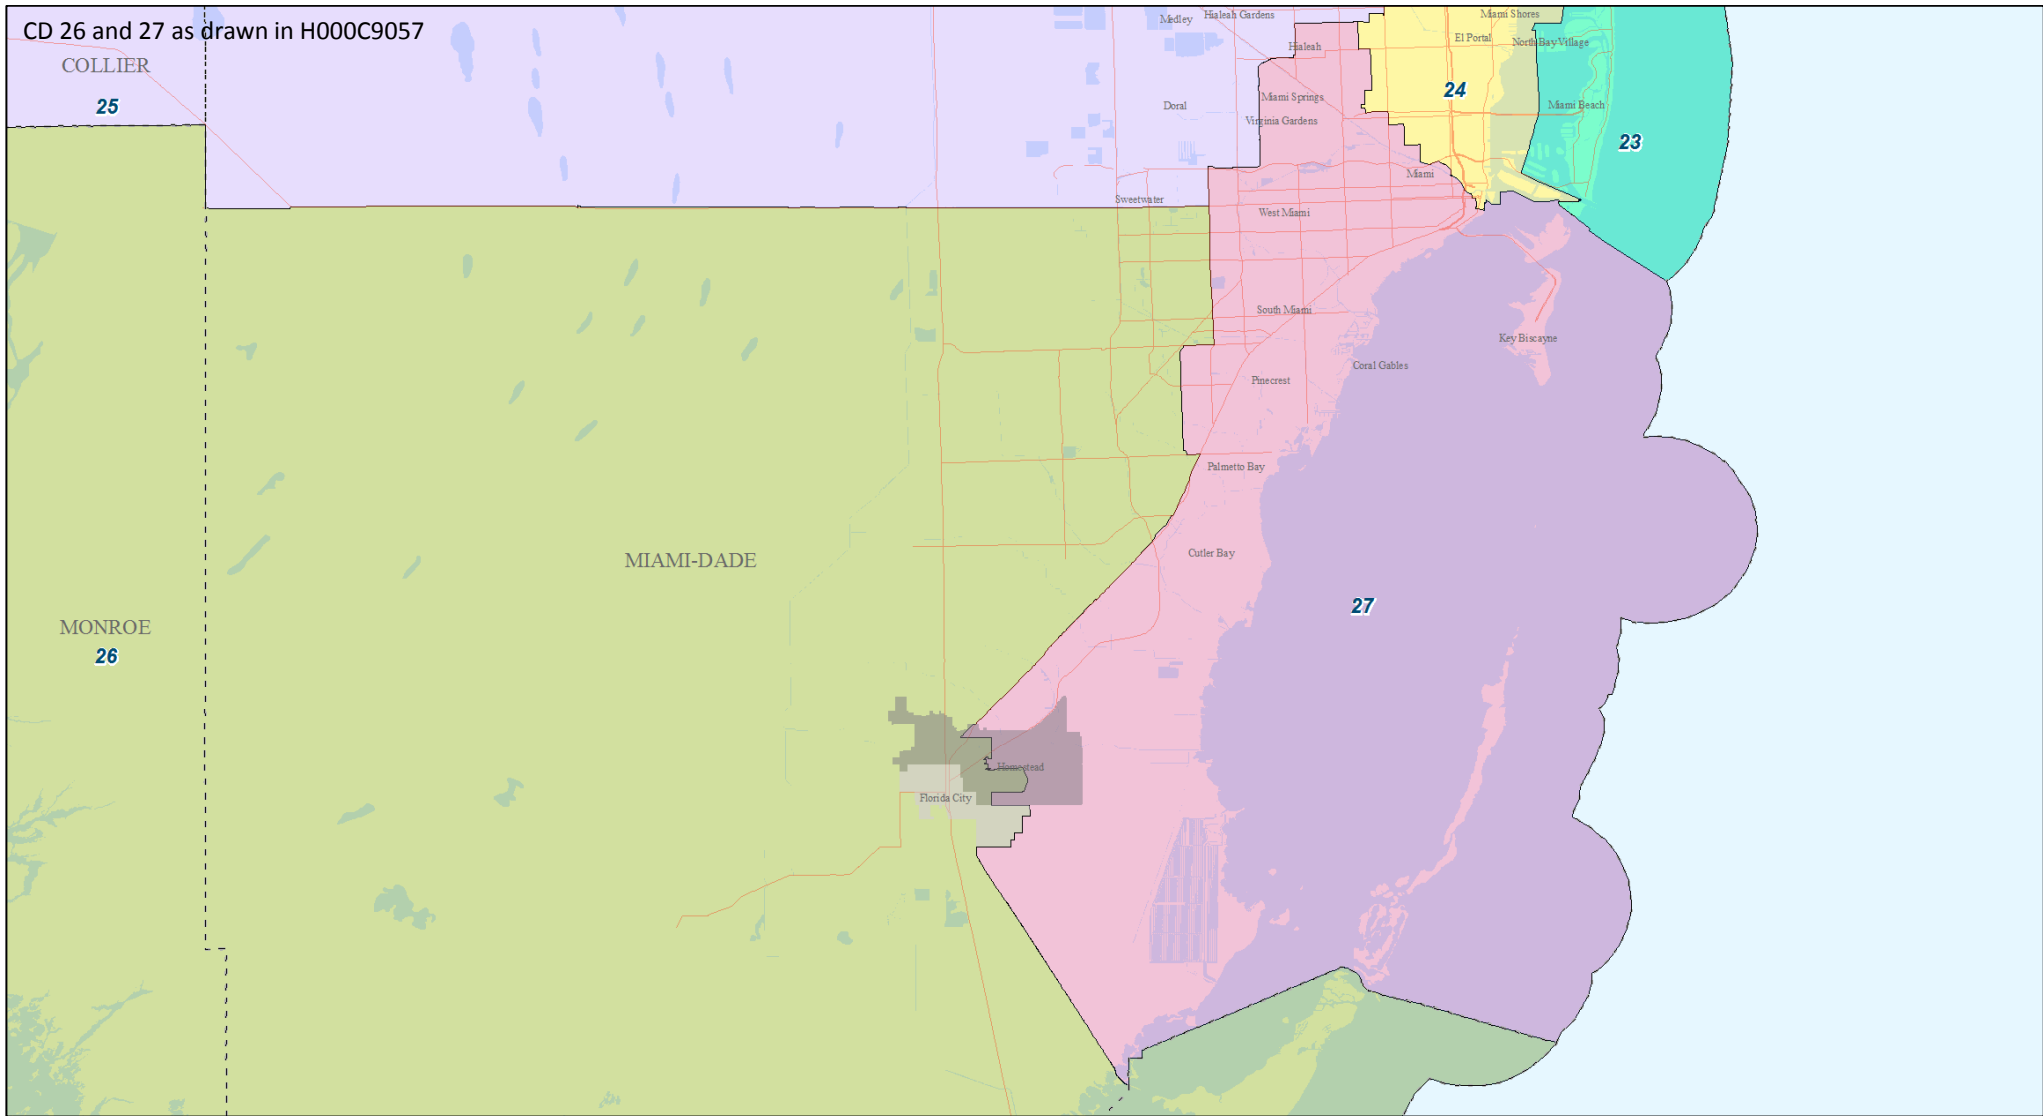 CD 26 and 27 as drawn in H000C9057
Medley
Hialeah Gardens
Miami Shores
El Portal
North Bay Village
Hialeah
COLLIER
25
24
Miami Springs
Doral
Miami Beach
Virginia Gardens
23
Miami
Sweetwater
West Miami
South Miami
Key Biscayne
Coral Gables
Pinecrest
Palmetto Bay
Cutler Bay
MIAMI-DADE
27
MONROE
26
Homestead
Florida City